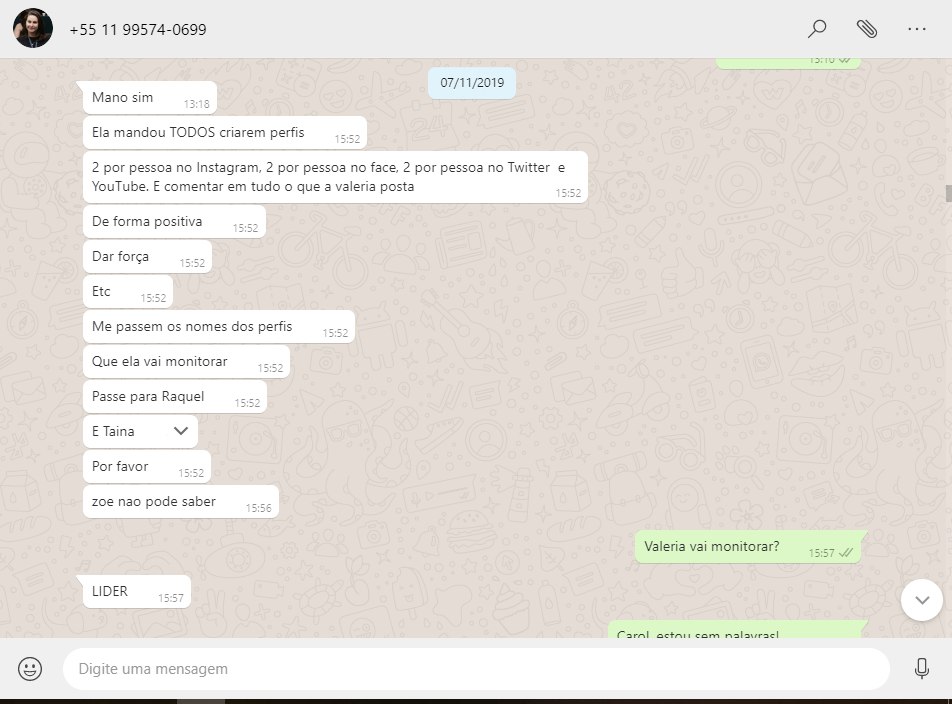 +55 11 99574-0699
13:10
07/11/2019
Mano sim 13:18
Ela mandou TODOS criarem perfis 15:52
2 por pessoa no Instagram, 2 por pessoa no face, 2 por pessoa no Twitter e
YouTube. E comentar em tudo o que a valeria posta 15:52
De forma positiva 15:52
Dar força 15:52
Etc 15:52
Me passem os nomes dos perfis 15:52
Que ela vai monitorar 15:52
Passe para Raquel 15:52
E Taina
Por favor 15:52
zoe nao pode saber 15:56
Valeria vai monitorar? 15:57
LIDER 15:57
Carol, estou sem palavras!
Digite uma mensagem